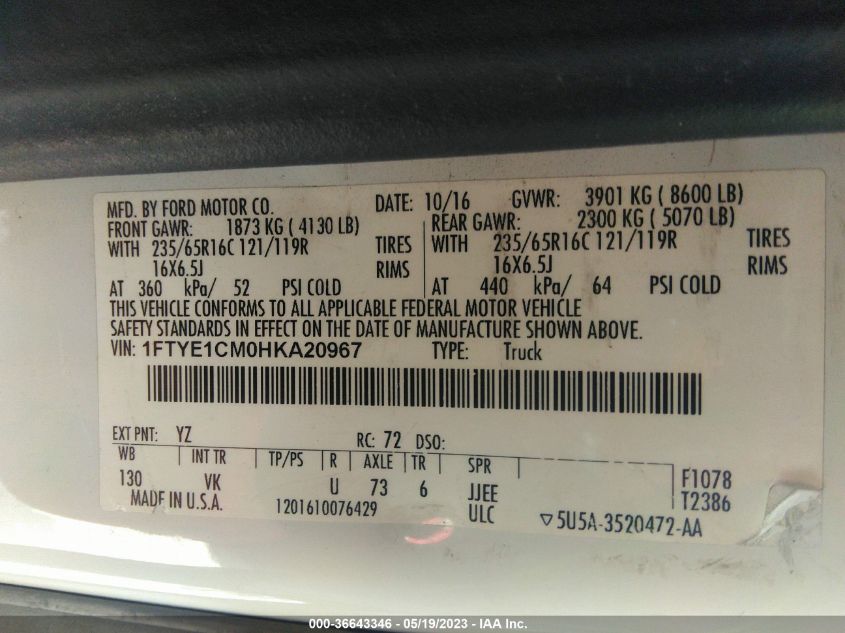 MFD. BY FORD MOTOR CO. DATE: 10/16 GVWR: 3901 KG ( 8600 LB)
FRONT GAWR: 1873 KG ( 4130 LB) REAR GAWR: 2300 KG ( 5070 LB)
WITH 235/65R16C 121/119R TIRES WITH 235/65R16C 121/119R TIRES
16X6.5J RIMS 16X6.5J RIMS
AT 360 kPa/ 52 PSI COLD AT 440 kPa/ 64 PSI COLD
THIS VEHICLE CONFORMS TO ALL APPLICABLE FEDERAL MOTOR VEHICLE
SAFETY STANDARDS IN EFFECT ON THE DATE OF MANUFACTURE SHOWN ABOVE.
VIN: 1FTYE1CM0HKA20967 TYPE: Truck
EXT PNT: YZ RC: 72 DSO:
WB INT TR TP/PS R AXLE TR SPR
130 VK U 73 6 JJEE F1078
MADE IN U.S.A. 1201610076429 ULC T2386
5U5A-3520472-AA
000-36643346 - 05/19/2023 - IAA Inc.